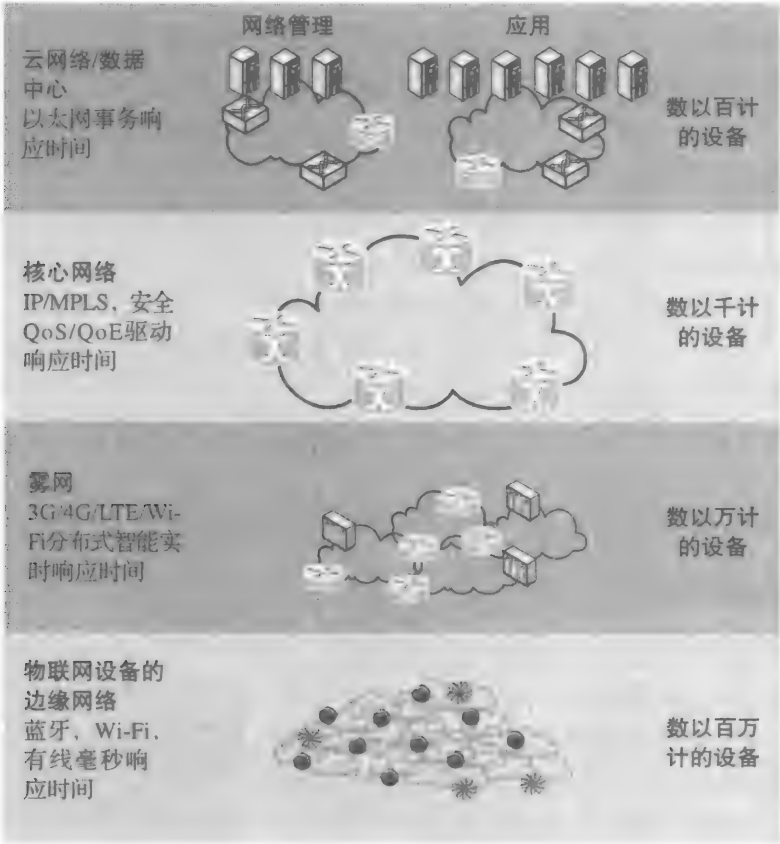 网络管理
应用
云网络/数据
中心
以太网事务响
应时间
数以百计
的设备
核心网络
IP/MPLS、安全
QoS/QoE驱动
响应时间
数以千计
的设备
雾网
3G/4G/LTE/Wi-
Fi分布式智能实
时响应时间
数以万计
的设备
物联网设备的
边缘网络
蓝牙、Wi-Fi、
有线毫秒响
应时间
数以百万
计的设备